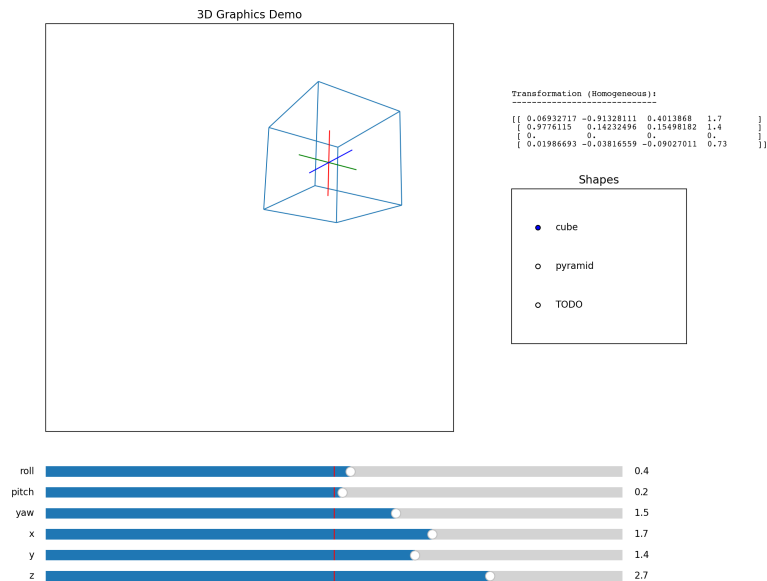 3D Graphics Demo
Transformation (Homogeneous):
-----------------------------
[[ 0.06932717 -0.91328111  0.4013868   1.7       ]
[ 0.9776115   0.14232496  0.15498182  1.4       ]
[ 0.          0.          0.          0.        ]
[ 0.01986693 -0.03816559 -0.09027011  0.73      ]]
Shapes
cube
pyramid
TODO
roll 0.4
pitch 0.2
yaw 1.5
x 1.7
y 1.4
z 2.7